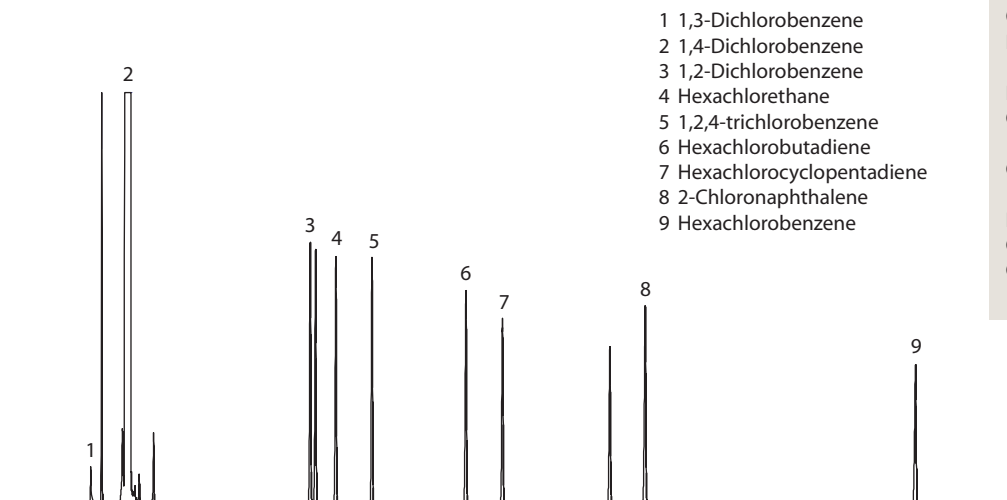 1 1,3-Dichlorobenzene
2 1,4-Dichlorobenzene
3 1,2-Dichlorobenzene
4 Hexachlorethane
5 1,2,4-trichlorobenzene
6 Hexachlorobutadiene
7 Hexachlorocyclopentadiene
8 2-Chloronaphthalene
9 Hexachlorobenzene
2
3
4
5
6
7
8
9
1